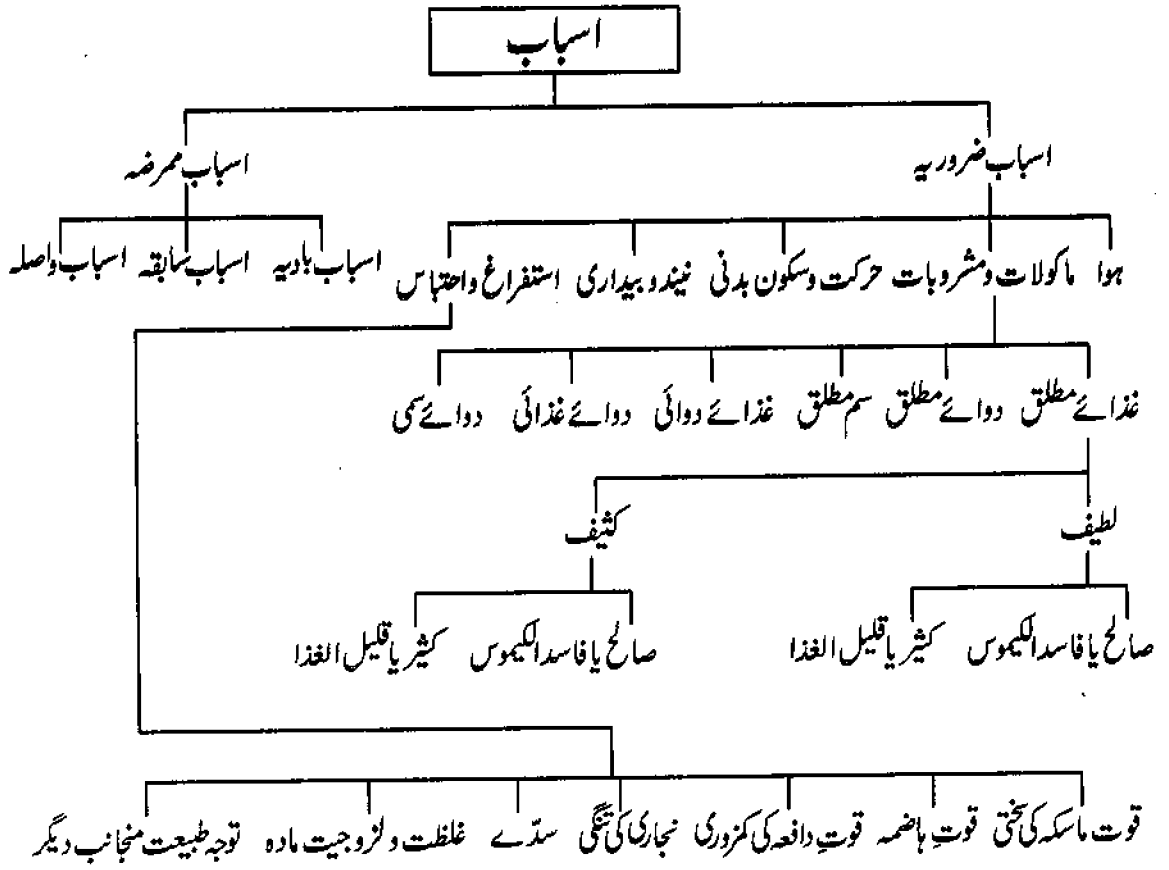 اسباب
اسباب ضروریہ اسباب ممرضہ
ہوا ماکولات ومشروبات حرکت وسکون بدنی نیند وبیداری استفراغ واحتباس اسباب بادیہ اسباب سابقہ اسباب واصلہ
غذائے مطلق دوائے مطلق سم مطلق غذائے دوائی دوائے غذائی دوائے سمی
لطیف کثیف
صالح یا فاسد الکیموس کثیر یا قلیل الغذا صالح یا فاسد الکیموس کثیر یا قلیل الغذا
قوت ماسکہ کی سختی قوتِ ہاضمہ قوتِ دافعہ کی کمزوری نجاری کی تنگی سدّے غلظت ولزوجیت مادہ توجہ طبیعت منجانب دیگر